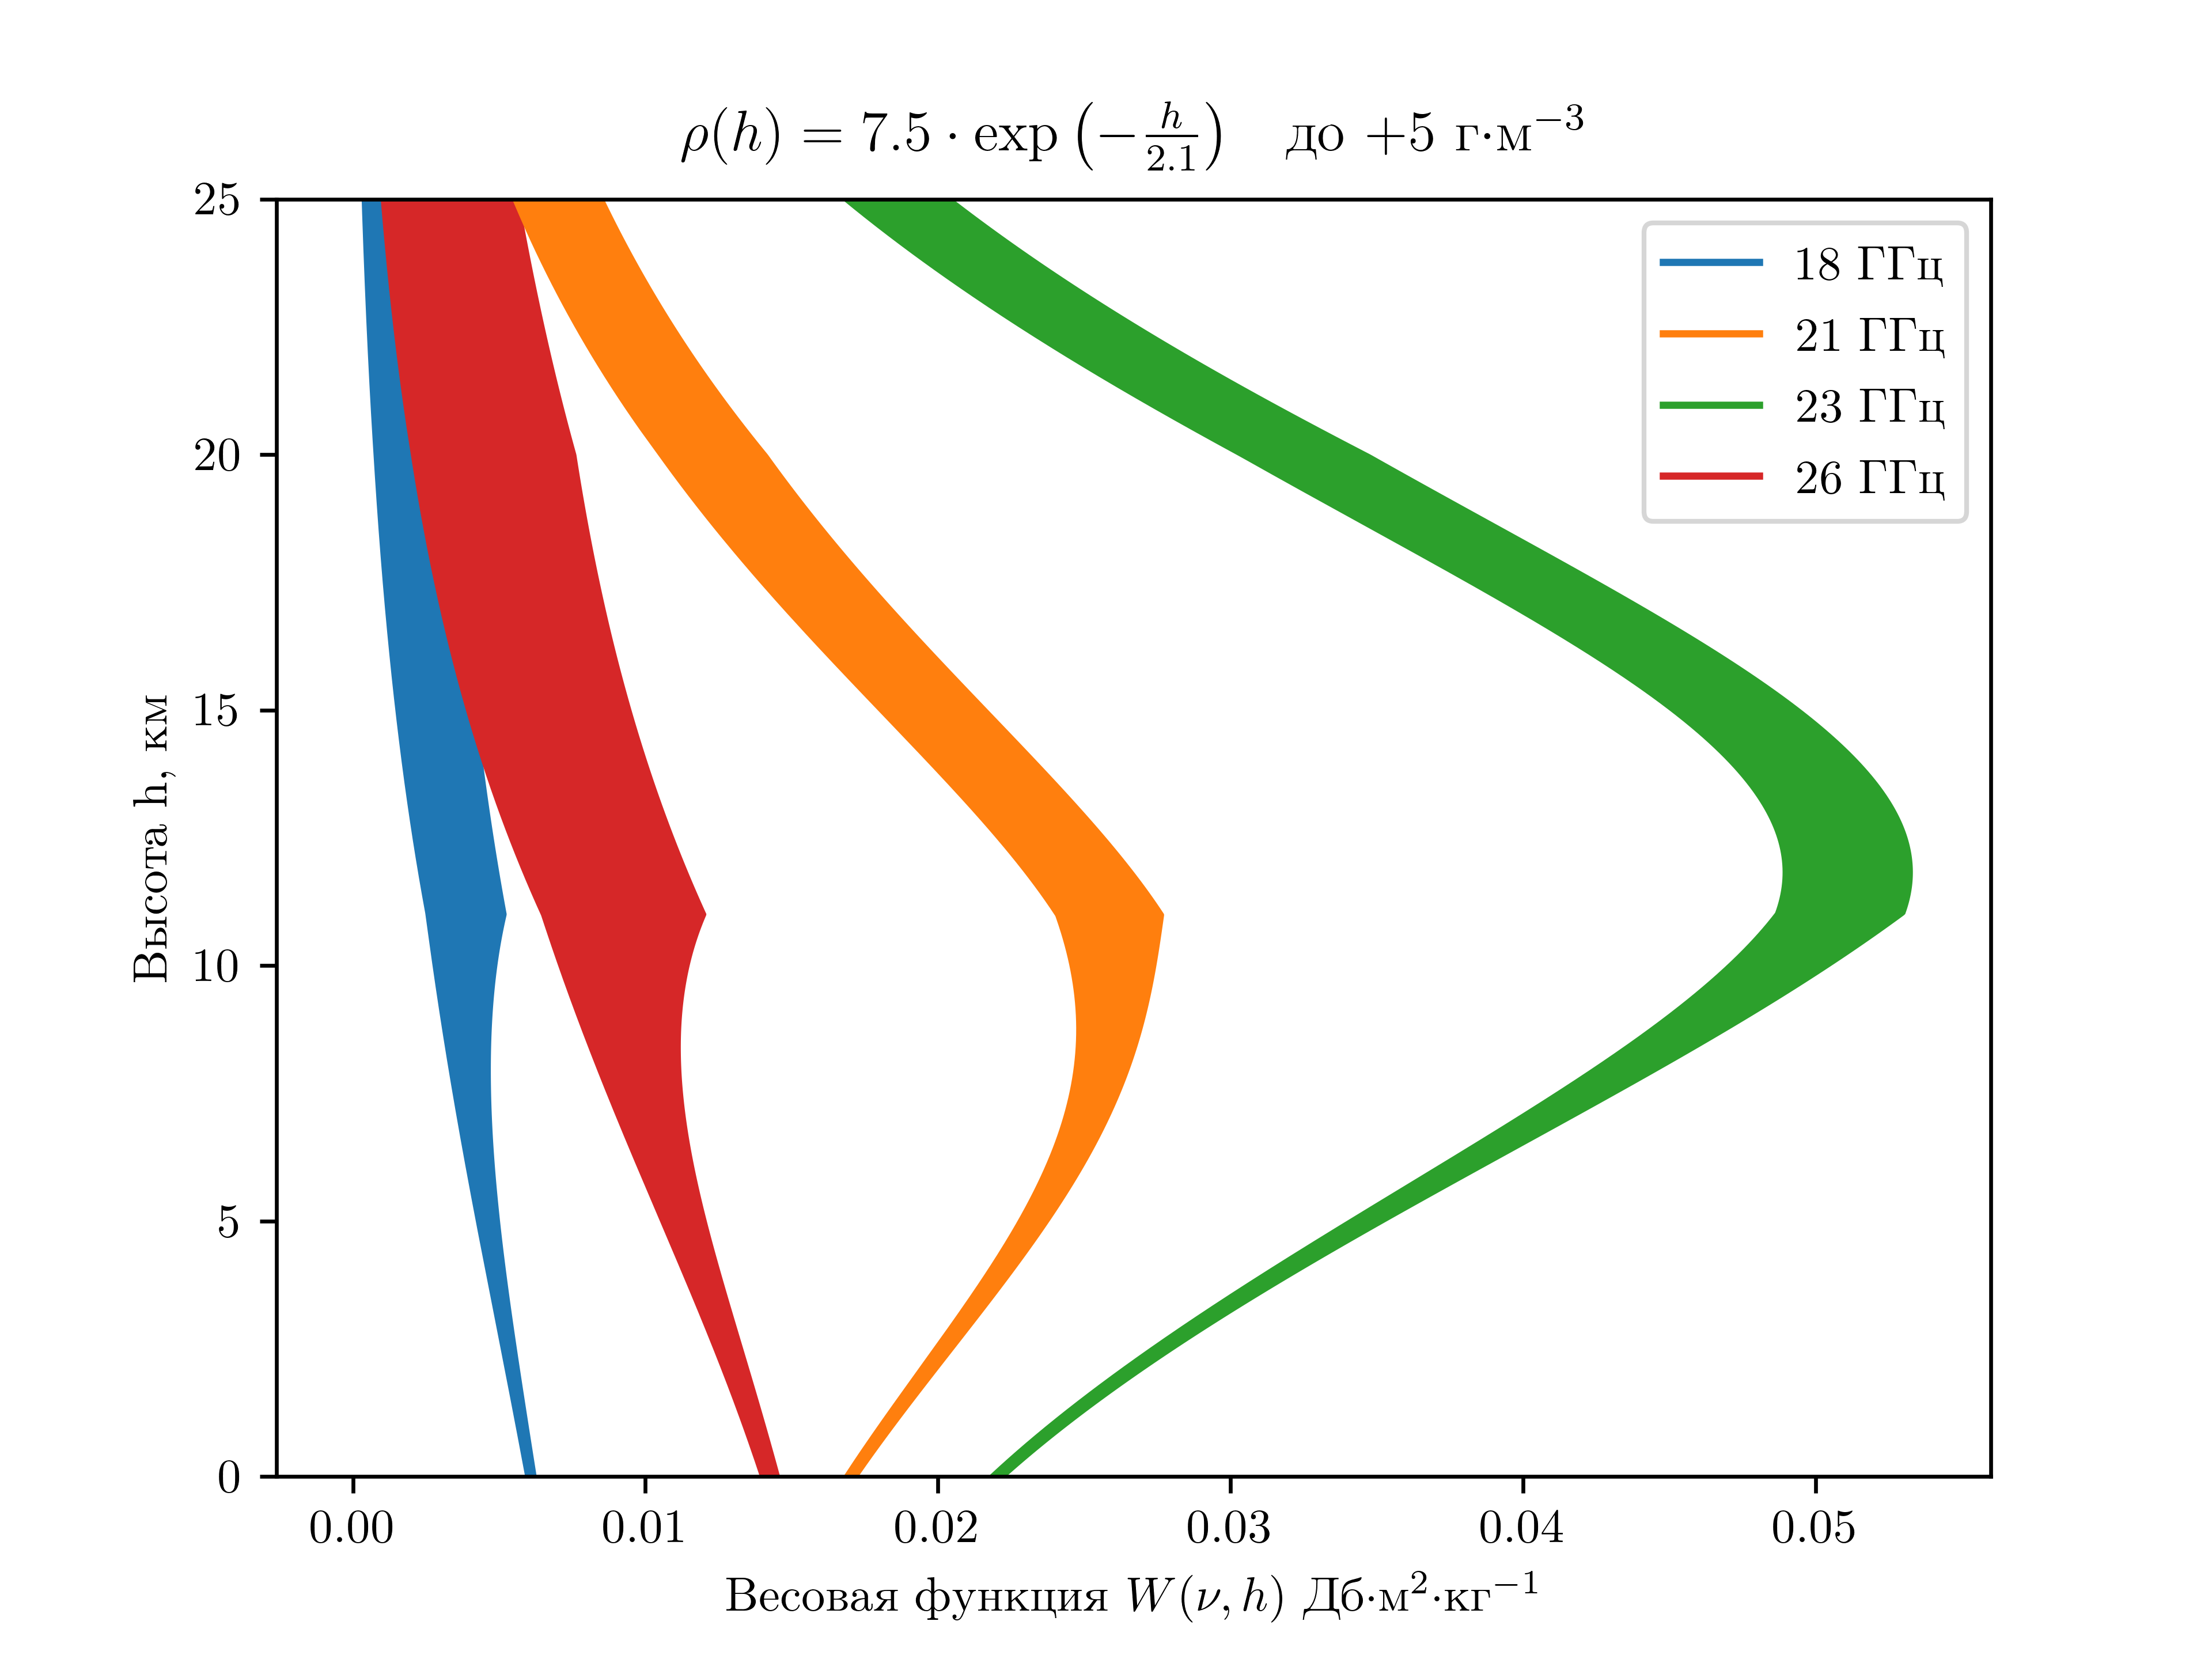 ρ(h) = 7.5 · exp (−h/2.1) до +5 г·м⁻³
25
20
15
10
5
0
Высота h, км
18 ГГц
21 ГГц
23 ГГц
26 ГГц
0.00 0.01 0.02 0.03 0.04 0.05
Весовая функция W(ν, h) Дб·м²·кг⁻¹